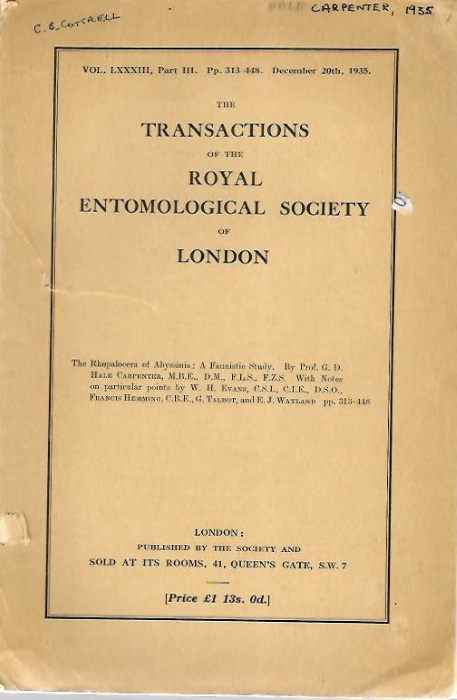 C. B. COTTRELL
HALE CARPENTER, 1935
VOL. LXXXIII, Part III. Pp. 313-448. December 20th, 1935.
THE
TRANSACTIONS
OF THE
ROYAL
ENTOMOLOGICAL SOCIETY
OF
LONDON
The Rhopalocera of Abyssinia; A Faunistic Study. By Prof. G. D.
HALE CARPENTER, M.B.E., D.M., F.L.S., F.Z.S. With Notes
on particular points by W. H. EVANS, C.S.I., C.I.E., D.S.O.,
FRANCIS HEMMING, C.B.E., G. TALBOT, and E. J. WAYLAND pp. 313-448
LONDON:
PUBLISHED BY THE SOCIETY AND
SOLD AT ITS ROOMS, 41, QUEEN'S GATE, S.W. 7
[Price £1 13s. 0d.]